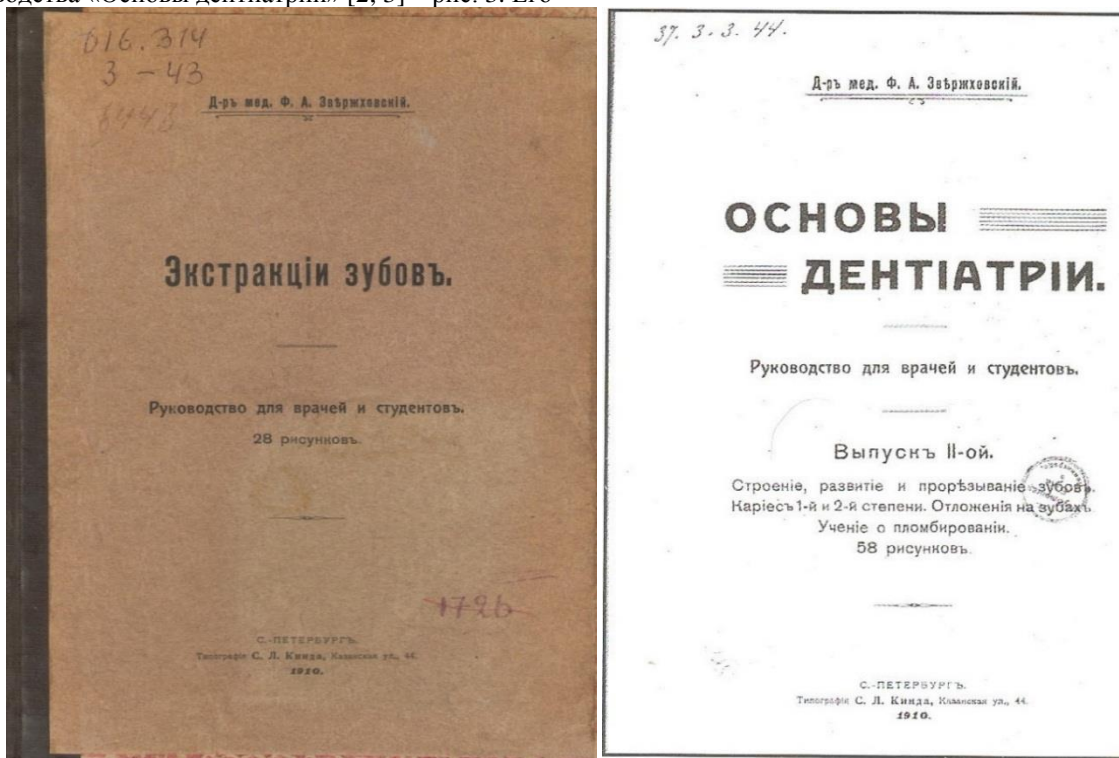 водства «Основы дентиатрии» [2, 3] – рис. 3. Его
616.314
3 – 43
8448
Д-ръ мед. Ф. А. Звѣржховскій.
Экстракціи зубовъ.
Руководство для врачей и студентовъ.
28 рисунковъ.
1726
С.-ПЕТЕРБУРГЪ.
Типографія С. Л. Кинда, Казанская ул., 44.
1910.
37. 3. 3. 44.
Д-ръ мед. Ф. А. Звѣржховскій.
ОСНОВЫ
ДЕНТІАТРІИ.
Руководство для врачей и студентовъ.
Выпускъ II-ой.
Строеніе, развитіе и прорѣзываніе зубовъ.
Каріесъ 1-й и 2-й степени. Отложенія на зубахъ.
Ученіе о пломбированіи.
58 рисунковъ.
С.-ПЕТЕРБУРГЪ.
Типографія С. Л. Кинда, Казанская ул., 44.
1910.